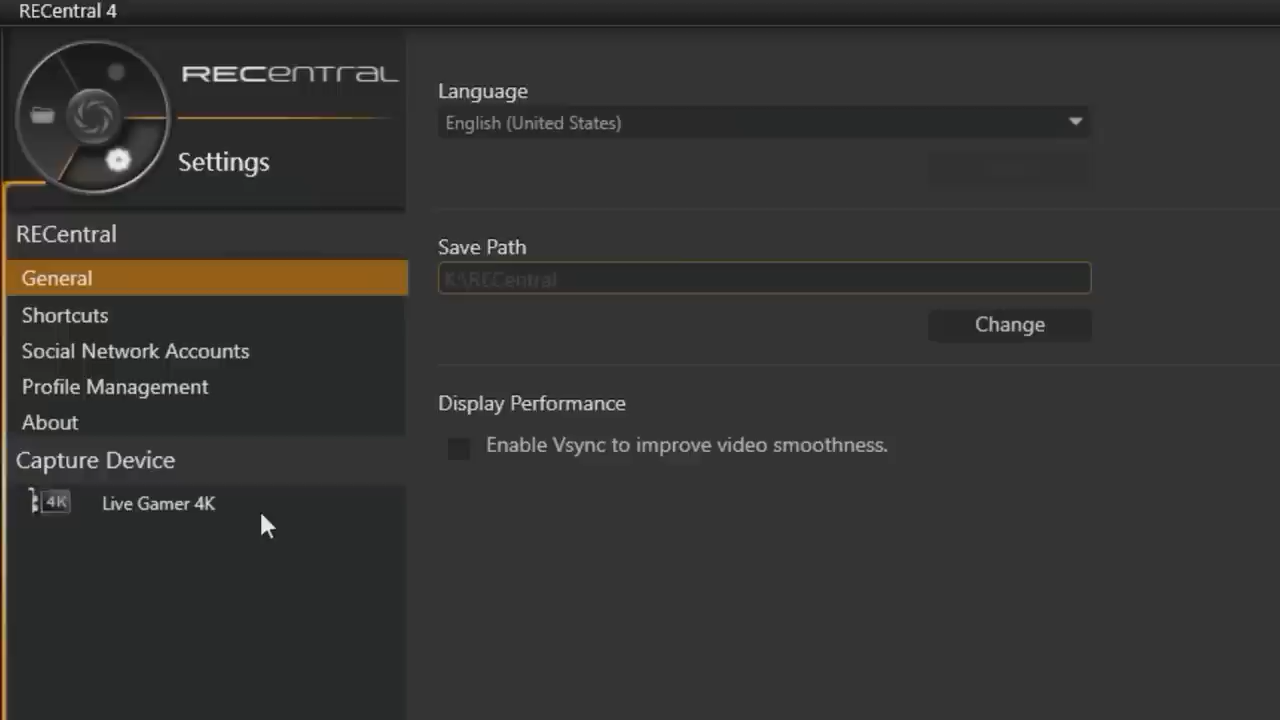 RECentral 4
RECentral
Settings
RECentral
General
Shortcuts
Social Network Accounts
Profile Management
About
Capture Device
4K Live Gamer 4K
Language
English (United States)
Save Path
K:\RECentral
Change
Display Performance
Enable Vsync to improve video smoothness.